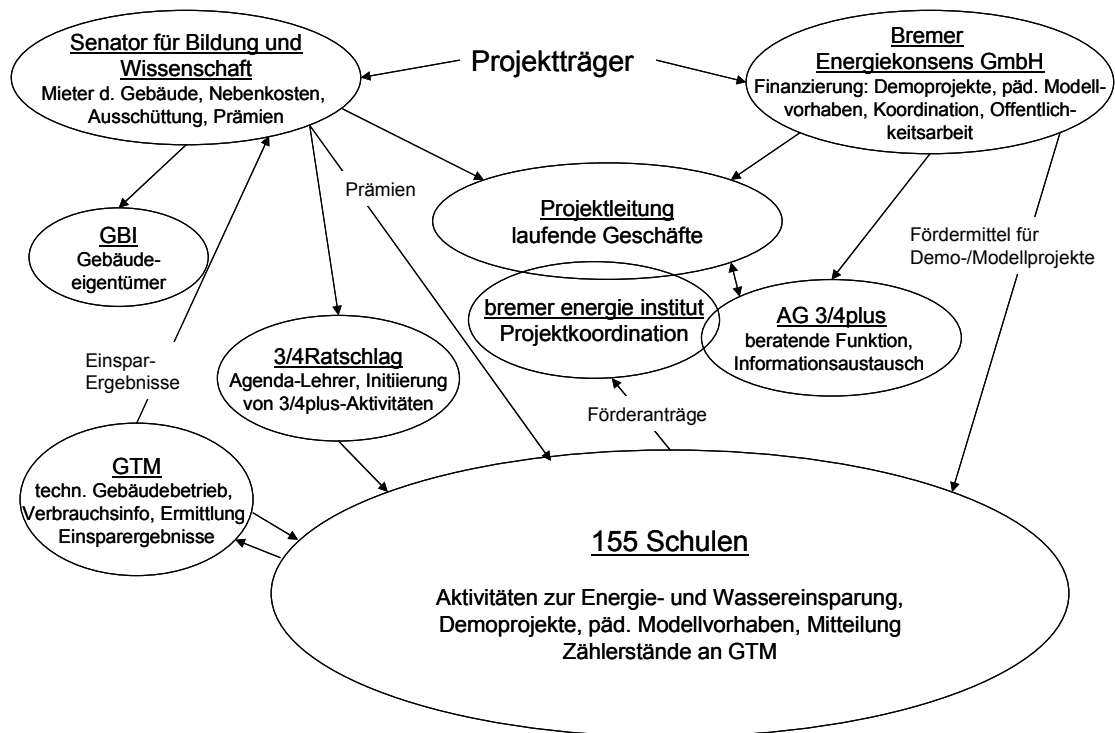 Senator für Bildung und
Wissenschaft
Mieter d. Gebäude, Nebenkosten,
Ausschüttung, Prämien
Projektträger
Bremer
Energiekonsens GmbH
Finanzierung: Demoprojekte, päd. Modell-
vorhaben, Koordination, Offentlich-
keitsarbeit
Prämien
Projektleitung
laufende Geschäfte
Fördermittel für
Demo-/Modellprojekte
GBI
Gebäude-
eigentümer
bremer energie institut
Projektkoordination
AG 3/4plus
beratende Funktion,
Informationsaustausch
Einspar-
Ergebnisse
3/4Ratschlag
Agenda-Lehrer, Initiierung
von 3/4plus-Aktivitäten
Förderanträge
GTM
techn. Gebäudebetrieb,
Verbrauchsinfo, Ermittlung
Einsparergebnisse
155 Schulen
Aktivitäten zur Energie- und Wassereinsparung,
Demoprojekte, päd. Modellvorhaben, Mitteilung
Zählerstände an GTM